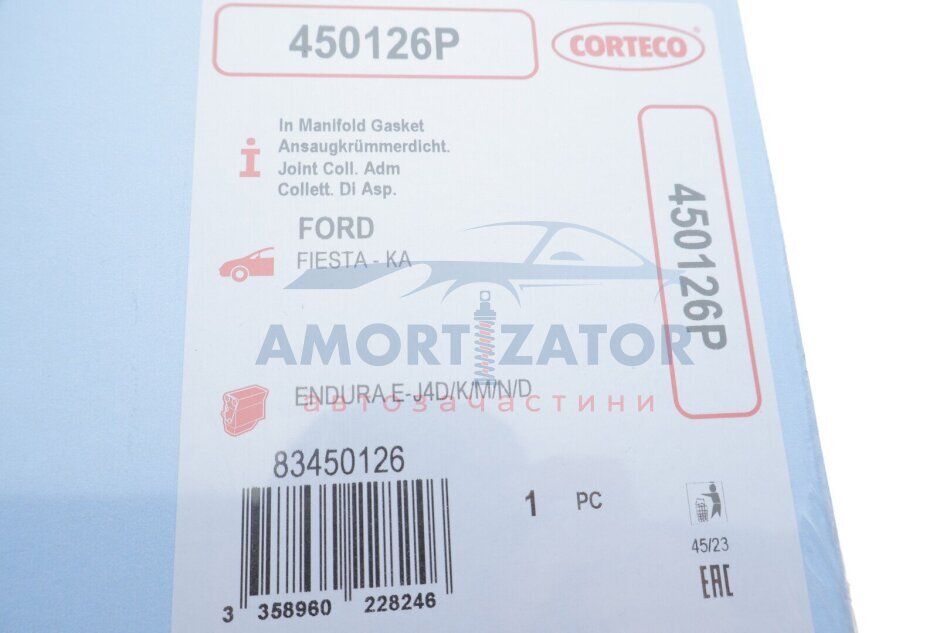 450126P
CORTECO
In Manifold Gasket
Ansaugkrümmerdicht.
Joint Coll. Adm
Collett. Di Asp.
450126P
FORD
FIESTA - KA
AMORTIZATOR
ENDURA E-J4D/K/M/N/D
автозачастини
83450126
1 PC
45/23
EAC
3 358960 228246